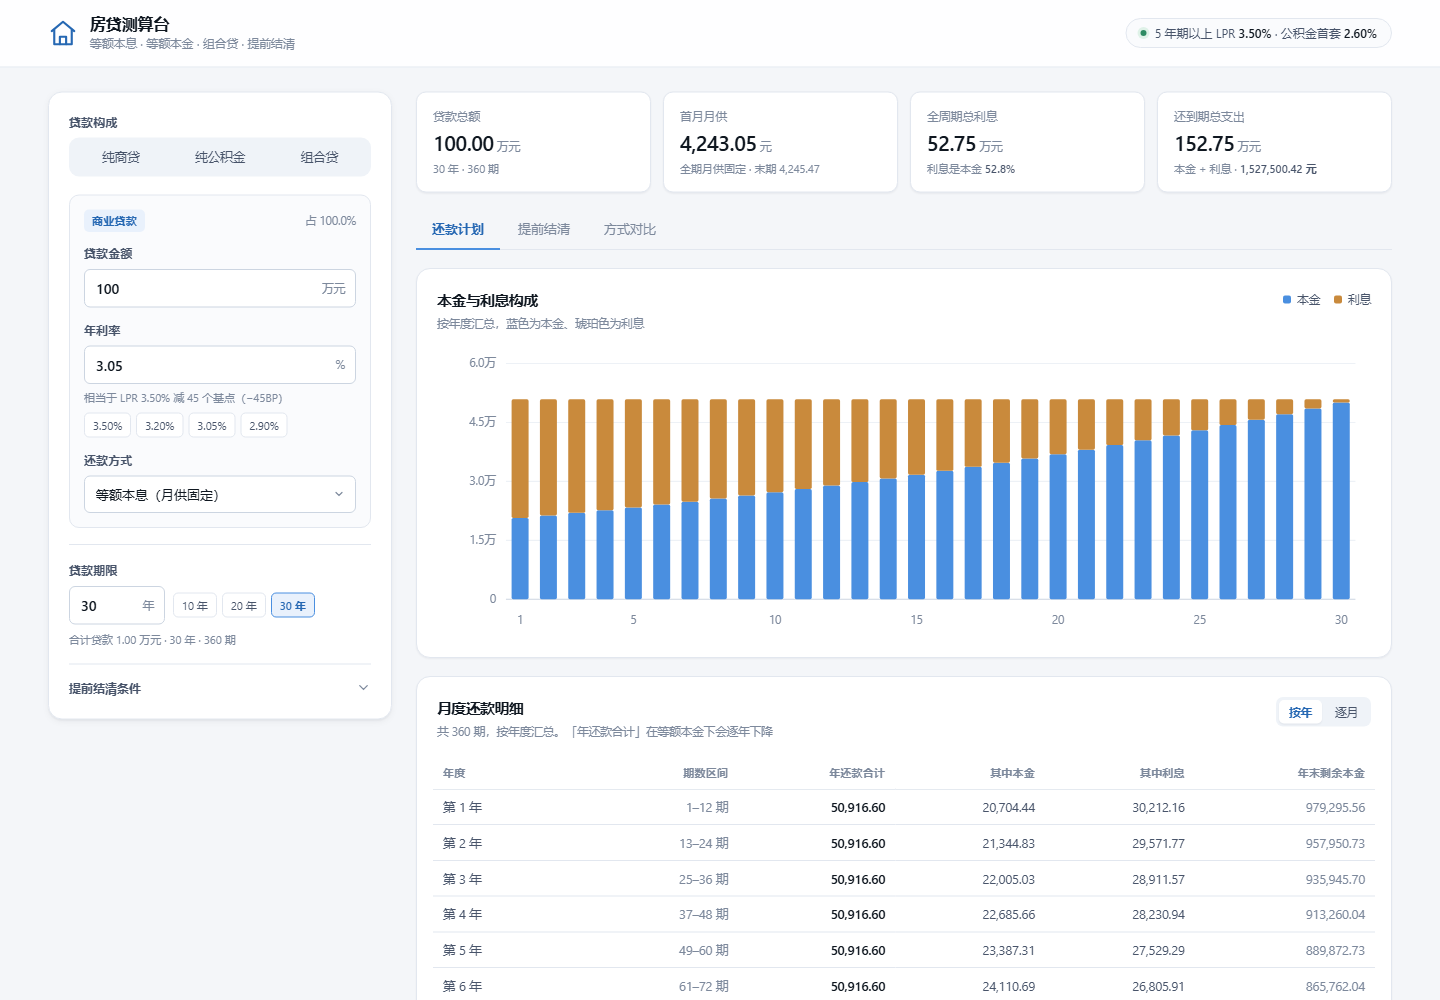 房贷测算台
等额本息 · 等额本金 · 组合贷 · 提前结清
5 年期以上 LPR 3.50% · 公积金首套 2.60%
贷款构成
纯商贷 纯公积金 组合贷
商业贷款 占 100.0%
贷款金额
100 万元
年利率
3.05 %
相当于 LPR 3.50% 减 45 个基点（−45BP）
3.50% 3.20% 3.05% 2.90%
还款方式
等额本息（月供固定）
贷款期限
30 年 10 年 20 年 30 年
合计贷款 1.00 万元 · 30 年 · 360 期
提前结清条件
贷款总额
100.00 万元
30 年 · 360 期
首月月供
4,243.05 元
全期月供固定 · 末期 4,245.47
全周期总利息
52.75 万元
利息是本金 52.8%
还到期总支出
152.75 万元
本金 + 利息 · 1,527,500.42 元
还款计划 提前结清 方式对比
本金与利息构成
按年度汇总，蓝色为本金、琥珀色为利息
本金 利息
6.0万
4.5万
3.0万
1.5万
0
1 5 10 15 20 25 30
月度还款明细
共 360 期，按年度汇总。「年还款合计」在等额本金下会逐年下降
按年 逐月
年度 期数区间 年还款合计 其中本金 其中利息 年末剩余本金
第 1 年 1–12 期 50,916.60 20,704.44 30,212.16 979,295.56
第 2 年 13–24 期 50,916.60 21,344.83 29,571.77 957,950.73
第 3 年 25–36 期 50,916.60 22,005.03 28,911.57 935,945.70
第 4 年 37–48 期 50,916.60 22,685.66 28,230.94 913,260.04
第 5 年 49–60 期 50,916.60 23,387.31 27,529.29 889,872.73
第 6 年 61–72 期 50,916.60 24,110.69 26,805.91 865,762.04